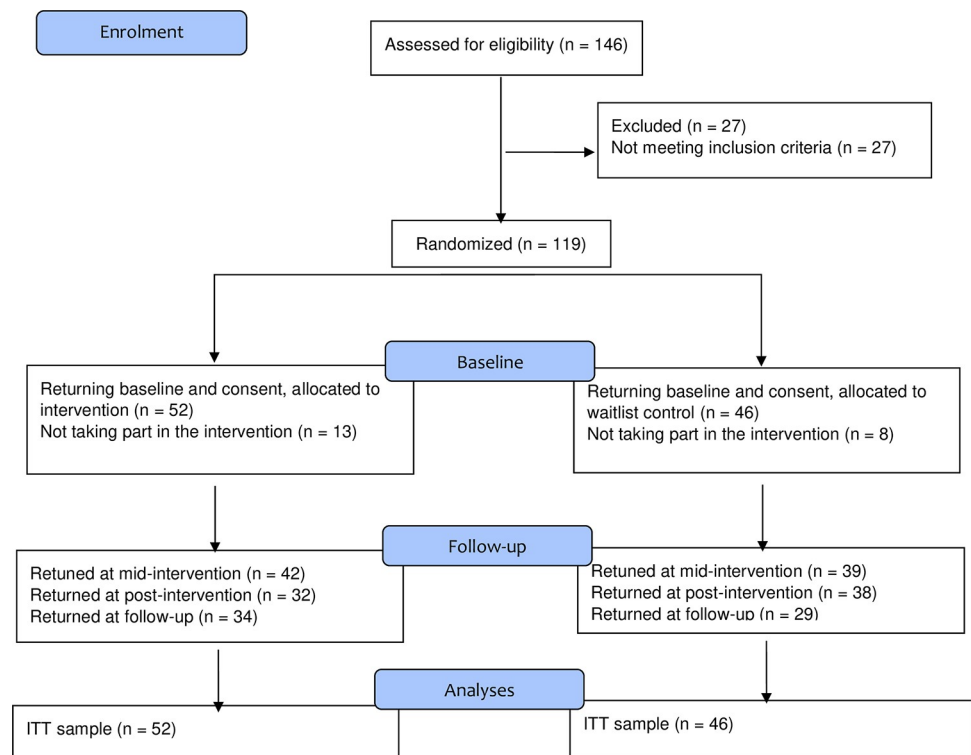 Enrolment
Assessed for eligibility (n = 146)
Excluded (n = 27)
Not meeting inclusion criteria (n = 27)
Randomized (n = 119)
Baseline
Returning baseline and consent, allocated to
intervention (n = 52)
Not taking part in the intervention (n = 13)
Returning baseline and consent, allocated to
waitlist control (n = 46)
Not taking part in the intervention (n = 8)
Follow-up
Retuned at mid-intervention (n = 42)
Returned at post-intervention (n = 32)
Returned at follow-up (n = 34)
Retuned at mid-intervention (n = 39)
Returned at post-intervention (n = 38)
Returned at follow-up (n = 29)
Analyses
ITT sample (n = 52)
ITT sample (n = 46)